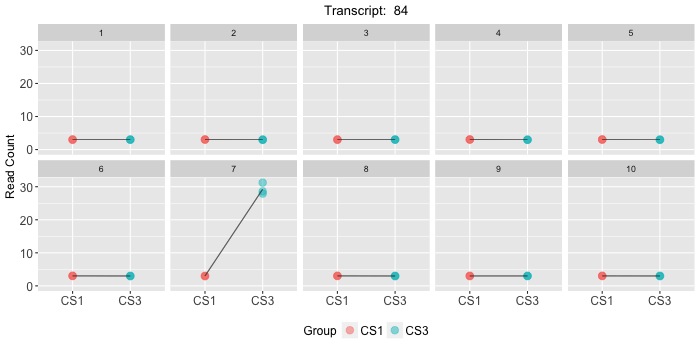 Transcript: 84
1 2 3 4 5
30
20
10
0
Read Count
6 7 8 9 10
30
20
10
0
CS1 CS3 CS1 CS3 CS1 CS3 CS1 CS3 CS1 CS3
Group CS1 CS3